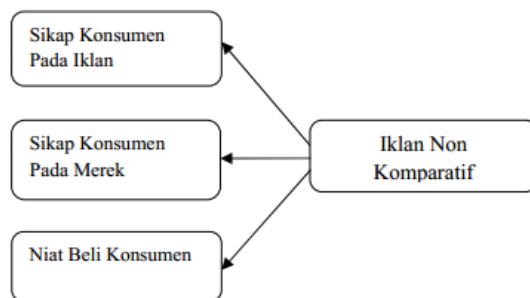 Sikap Konsumen
Pada Iklan
Sikap Konsumen
Pada Merek
Iklan Non
Komparatif
Niat Beli Konsumen